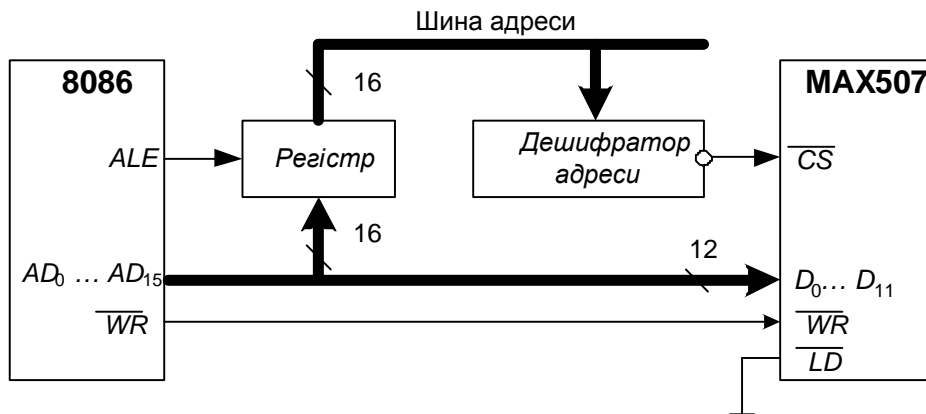 Шина адреси
8086
16
MAX507
ALE
Регістр
Дешифратор
адреси
CS
16
12
AD0 ... AD15
D0... D11
WR
WR
LD